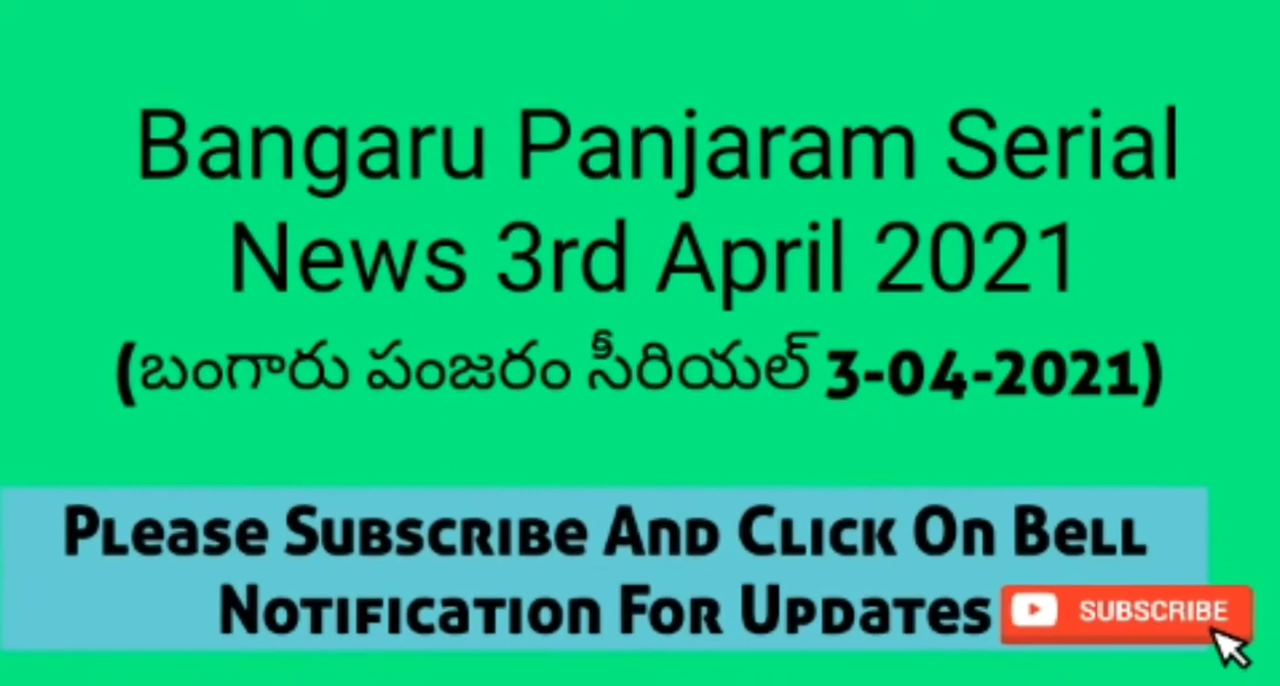 Bangaru Panjaram Serial
News 3rd April 2021
(బంగారు పంజరం సీరియల్ 3-04-2021)
Please Subscribe And Click On Bell
Notification For Updates
SUBSCRIBE